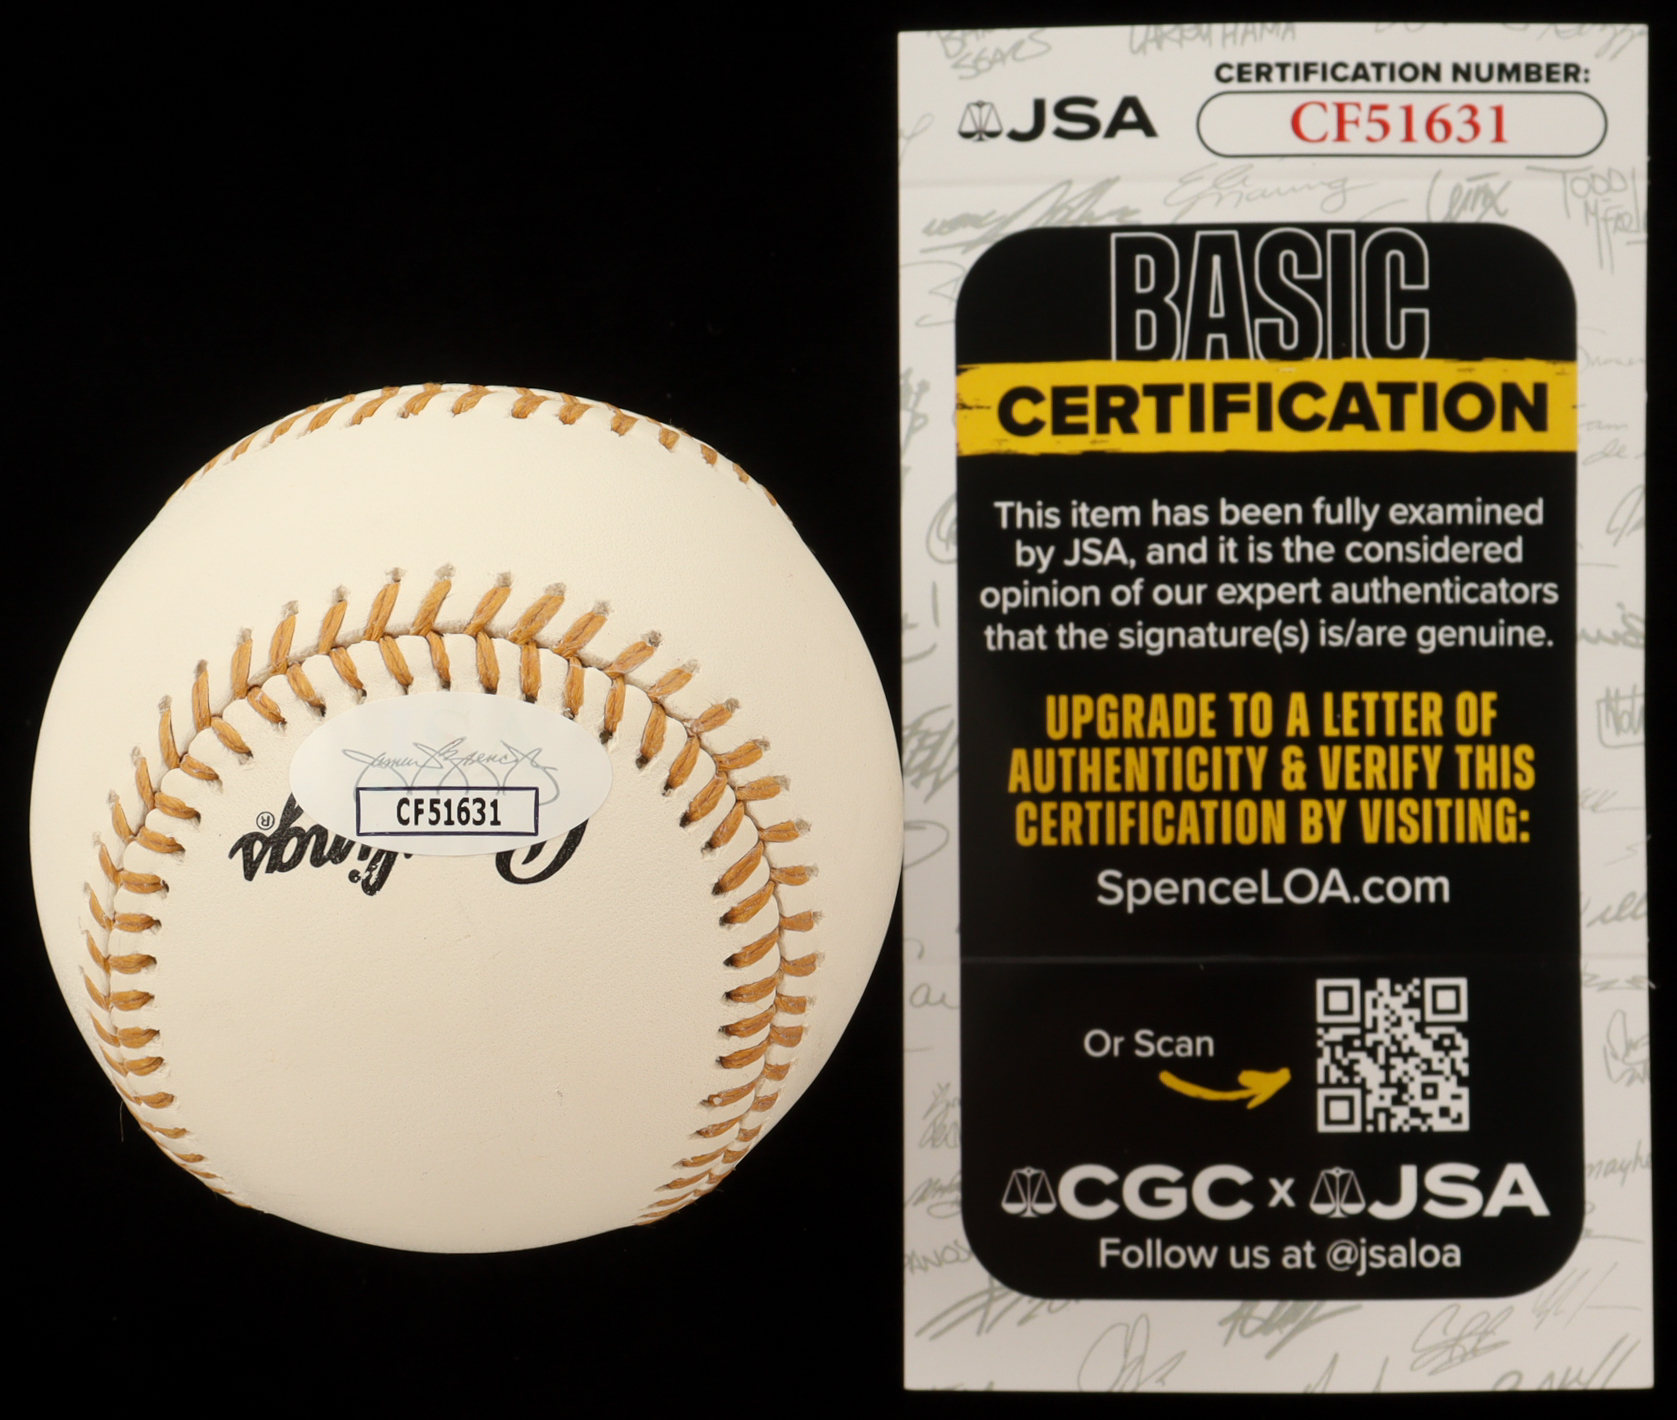 CERTIFICATION NUMBER:
JSA
CF51631
BASIC
CERTIFICATION
This item has been fully examined
by JSA, and it is the considered
opinion of our expert authenticators
that the signature(s) is/are genuine.
UPGRADE TO A LETTER OF
AUTHENTICITY & VERIFY THIS
CERTIFICATION BY VISITING:
SpenceLOA.com
Or Scan
CGC x JSA
Follow us at @jsaloa
CF51631